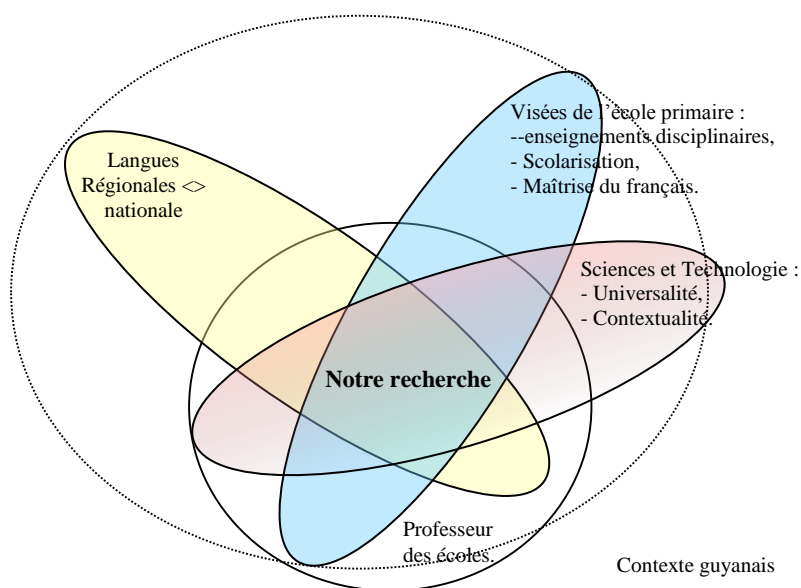 Visées de l'école primaire :
--enseignements disciplinaires,
- Scolarisation,
- Maîtrise du français.
Langues
Régionales <>
nationale
Sciences et Technologie :
- Universalité,
- Contextualité.
Notre recherche
Professeur
des écoles.
Contexte guyanais